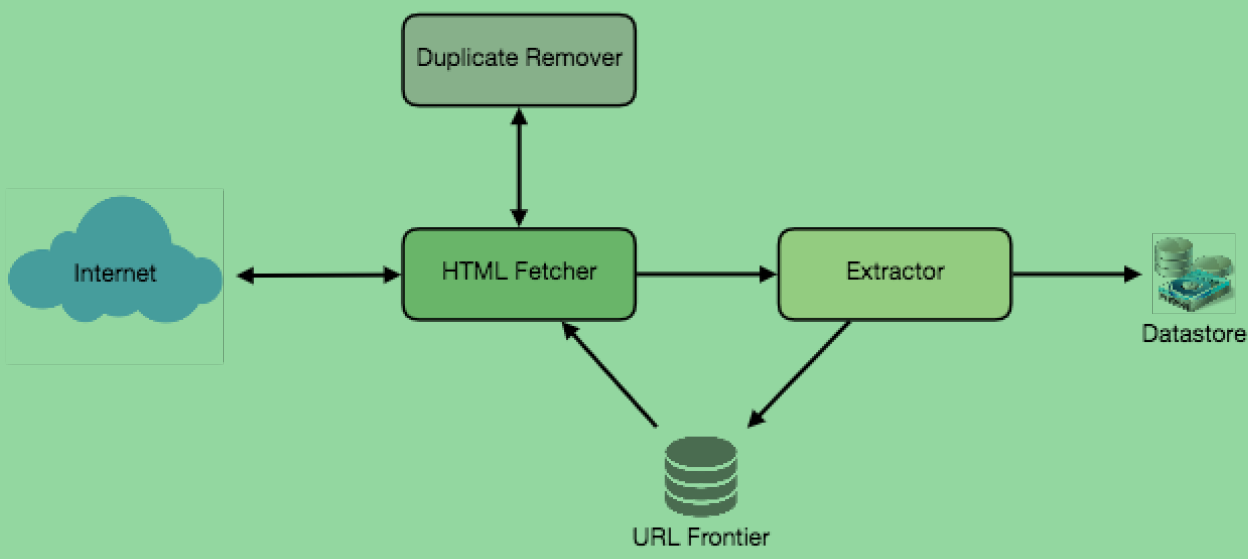 Duplicate Remover
Internet
HTML Fetcher
Extractor
Datastore
URL Frontier